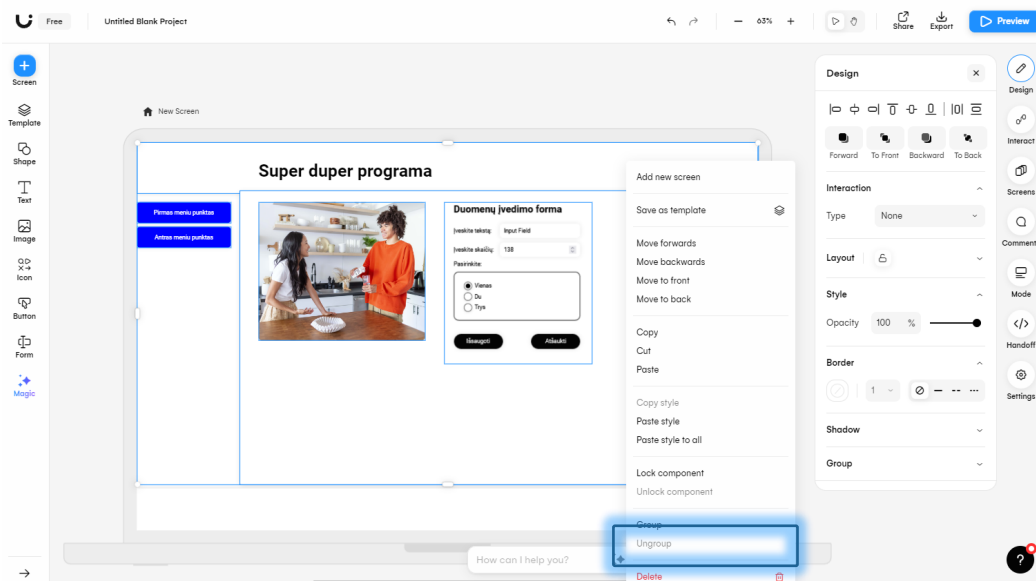 Free
Untitled Blank Project
63%
Share
Export
Preview
Screen
Template
Shape
Text
Image
Icon
Button
Form
Magic
New Screen
Super duper programa
Pirmas meniu punktas
Antras meniu punktas
Duomenų įvedimo forma
Įveskite tekstą:
Input Field
Įveskite skaičių:
138
Pasirinkite:
Vienas
Du
Trys
Išsaugoti
Atšaukti
Add new screen
Save as template
Move forwards
Move backwards
Move to front
Move to back
Copy
Cut
Paste
Copy style
Paste style
Paste style to all
Lock component
Unlock component
Group
Ungroup
Delete
How can I help you?
Design
Forward
To Front
Backward
To Back
Interaction
Type
None
Layout
Style
Opacity
100
%
Border
1
Shadow
Group
Design
Interact
Screens
Comment
Mode
Handoff
Settings
?